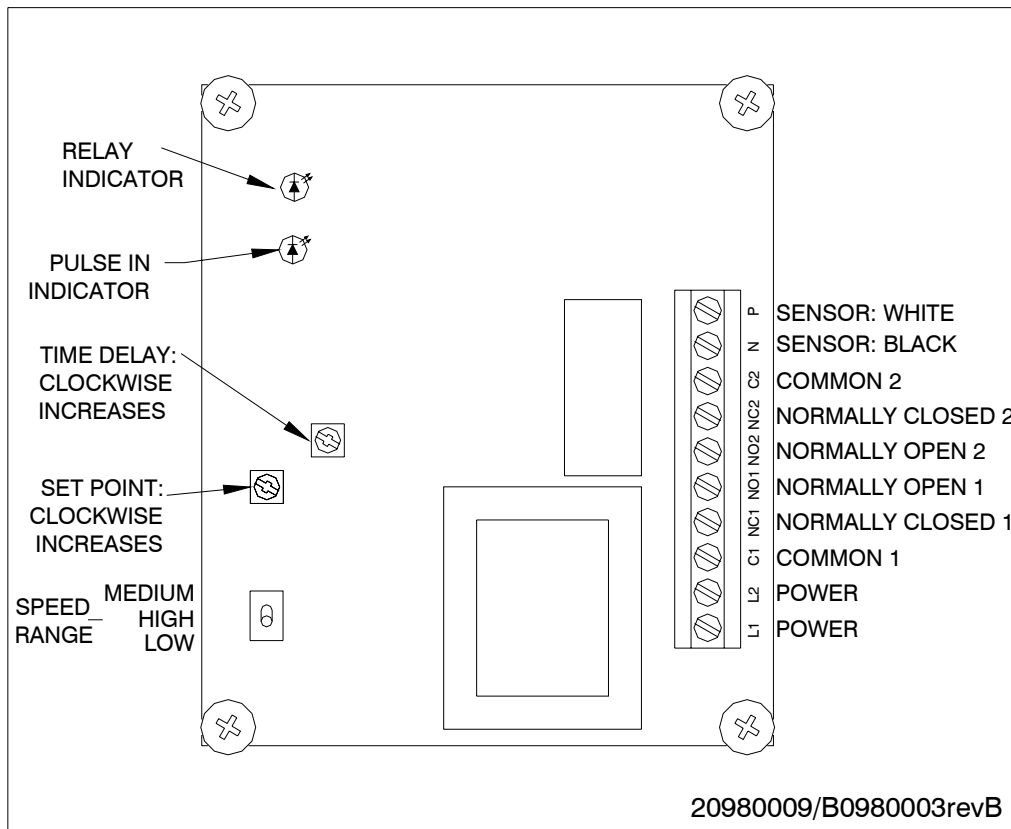 RELAY
INDICATOR
PULSE IN
INDICATOR
TIME DELAY:
CLOCKWISE
INCREASES
SET POINT:
CLOCKWISE
INCREASES
SPEED
RANGE
MEDIUM
HIGH
LOW
P SENSOR: WHITE
N SENSOR: BLACK
C2 COMMON 2
NC2 NORMALLY CLOSED 2
NO2 NORMALLY OPEN 2
NO1 NORMALLY OPEN 1
NC1 NORMALLY CLOSED 1
C1 COMMON 1
L2 POWER
L1 POWER
20980009/B0980003revB